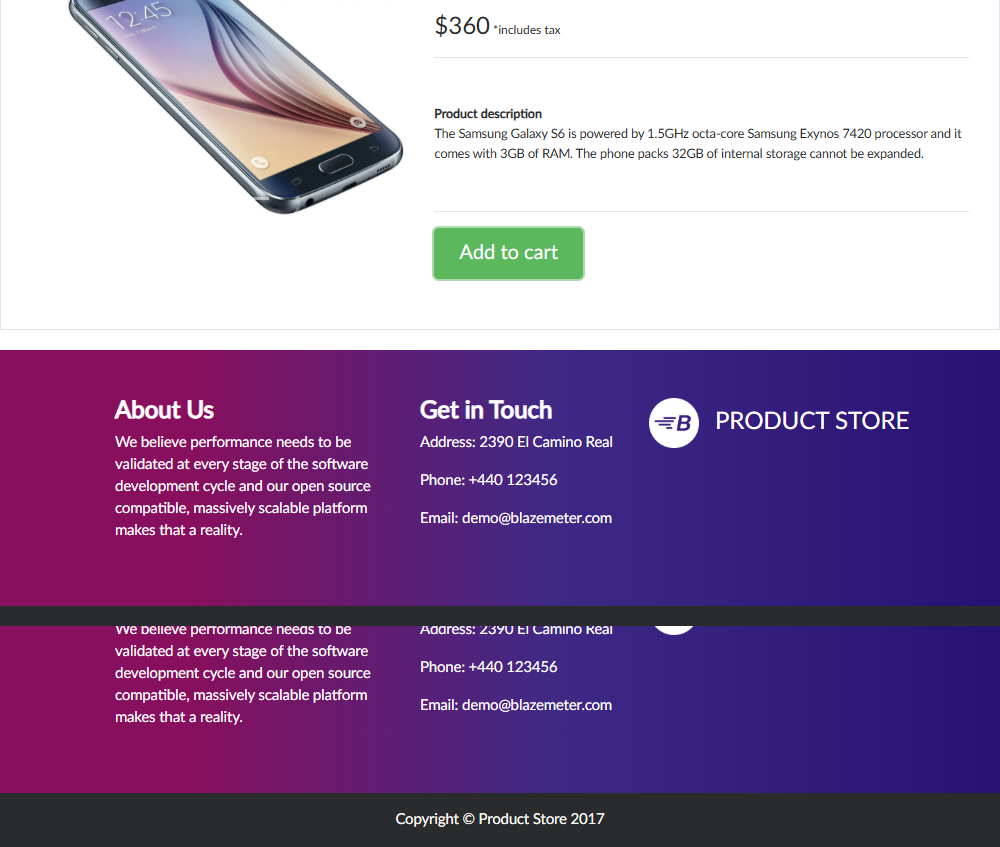 12:45
$360 *includes tax
Product description
The Samsung Galaxy S6 is powered by 1.5GHz octa-core Samsung Exynos 7420 processor and it
comes with 3GB of RAM. The phone packs 32GB of internal storage cannot be expanded.
Add to cart
About Us
We believe performance needs to be
validated at every stage of the software
development cycle and our open source
compatible, massively scalable platform
makes that a reality.
Get in Touch
Address: 2390 El Camino Real
Phone: +440 123456
Email: demo@blazemeter.com
B PRODUCT STORE
We believe performance needs to be
validated at every stage of the software
development cycle and our open source
compatible, massively scalable platform
makes that a reality.
Address: 2390 El Camino Real
Phone: +440 123456
Email: demo@blazemeter.com
Copyright © Product Store 2017